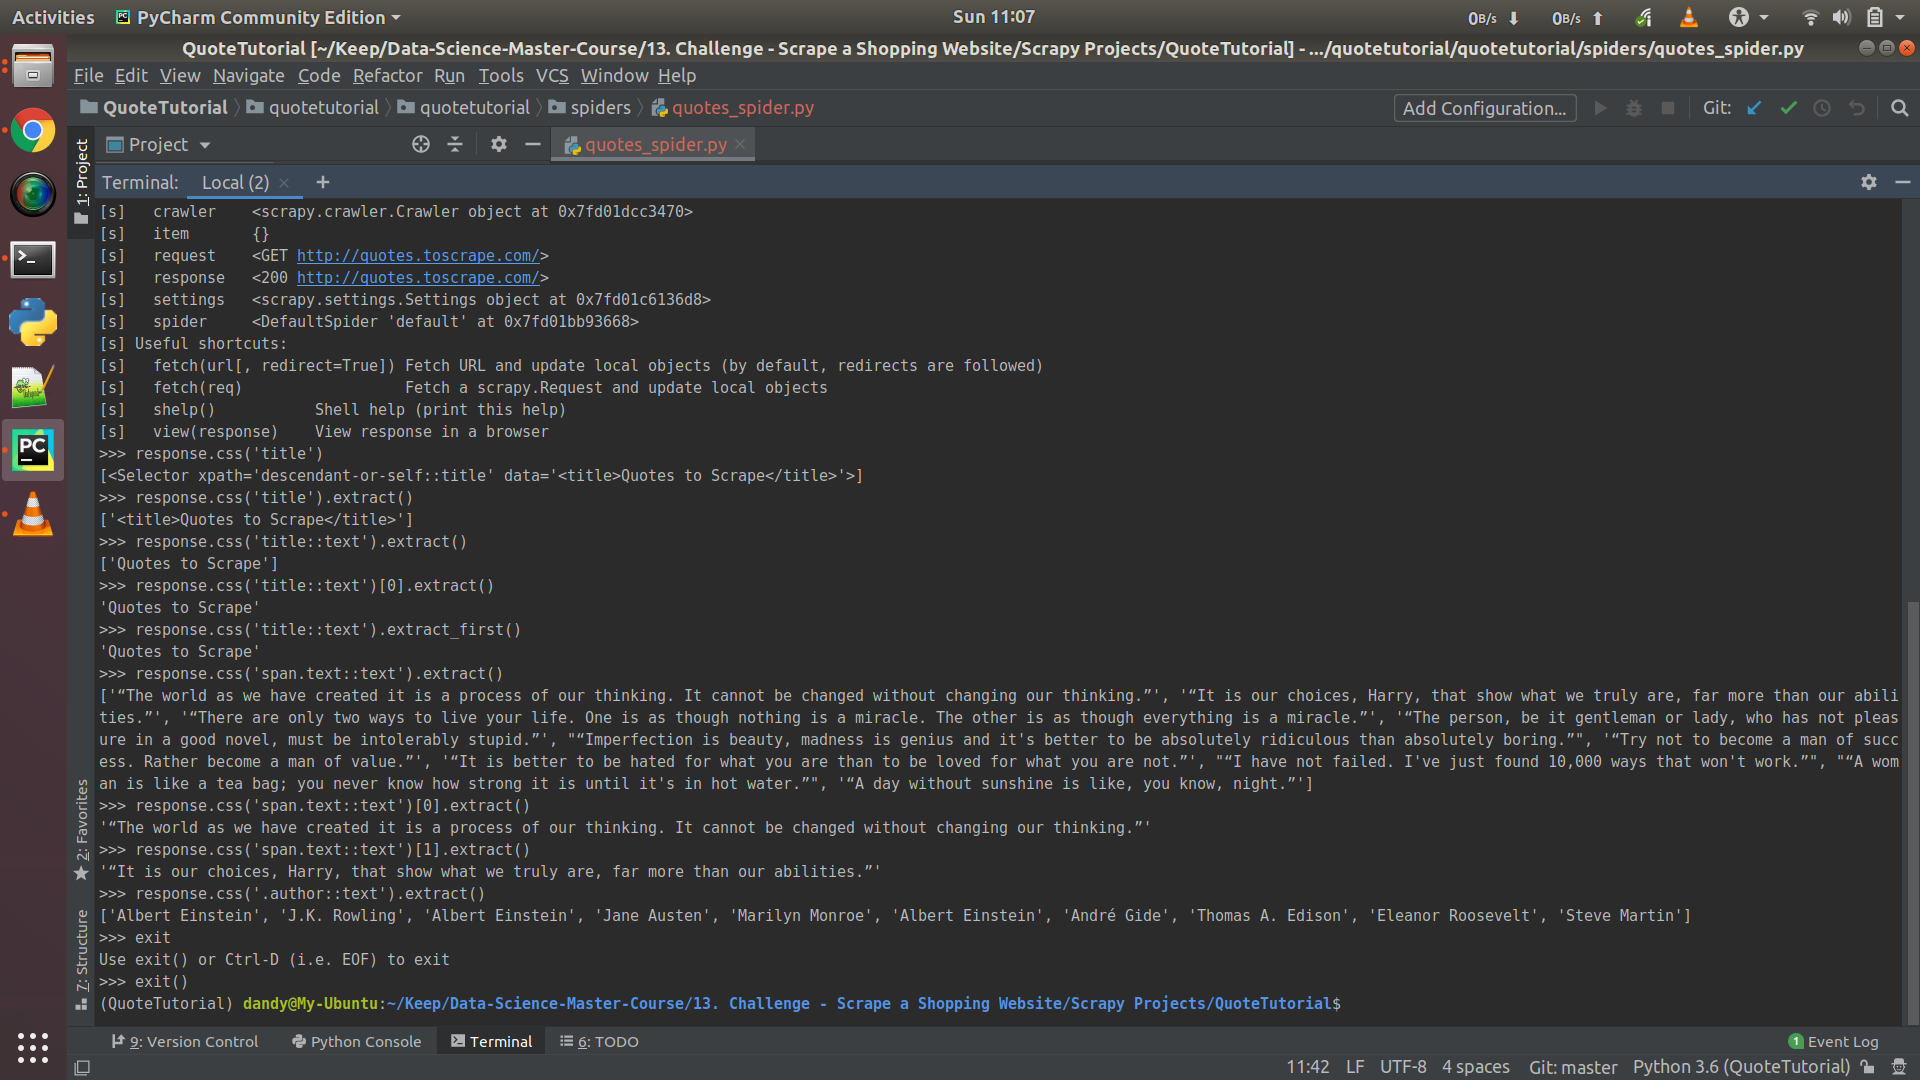 Activities PyCharm Community Edition Sun 11:07 0B/s 0B/s
QuoteTutorial [~/Keep/Data-Science-Master-Course/13. Challenge - Scrape a Shopping Website/Scrapy Projects/QuoteTutorial] - .../quotetutorial/quotetutorial/spiders/quotes_spider.py
File Edit View Navigate Code Refactor Run Tools VCS Window Help
QuoteTutorial quotetutorial quotetutorial spiders quotes_spider.py Add Configuration... Git:
1: Project
Project quotes_spider.py
Terminal: Local (2) +
[s]   crawler    <scrapy.crawler.Crawler object at 0x7fd01dcc3470>
[s]   item       {}
[s]   request    <GET http://quotes.toscrape.com/>
[s]   response   <200 http://quotes.toscrape.com/>
[s]   settings   <scrapy.settings.Settings object at 0x7fd01c6136d8>
[s]   spider     <DefaultSpider 'default' at 0x7fd01bb93668>
[s] Useful shortcuts:
[s]   fetch(url[, redirect=True]) Fetch URL and update local objects (by default, redirects are followed)
[s]   fetch(req)                  Fetch a scrapy.Request and update local objects
[s]   shelp()           Shell help (print this help)
[s]   view(response)    View response in a browser
>>> response.css('title')
[<Selector xpath='descendant-or-self::title' data='<title>Quotes to Scrape</title>'>]
>>> response.css('title').extract()
['<title>Quotes to Scrape</title>']
>>> response.css('title::text').extract()
['Quotes to Scrape']
>>> response.css('title::text')[0].extract()
'Quotes to Scrape'
>>> response.css('title::text').extract_first()
'Quotes to Scrape'
>>> response.css('span.text::text').extract()
['“The world as we have created it is a process of our thinking. It cannot be changed without changing our thinking.”', '“It is our choices, Harry, that show what we truly are, far more than our abili
ties.”', '“There are only two ways to live your life. One is as though nothing is a miracle. The other is as though everything is a miracle.”', '“The person, be it gentleman or lady, who has not pleas
ure in a good novel, must be intolerably stupid.”', "“Imperfection is beauty, madness is genius and it's better to be absolutely ridiculous than absolutely boring.”", '“Try not to become a man of succ
ess. Rather become a man of value.”', '“It is better to be hated for what you are than to be loved for what you are not.”', "“I have not failed. I've just found 10,000 ways that won't work.”", "“A wom
an is like a tea bag; you never know how strong it is until it's in hot water.”", '“A day without sunshine is like, you know, night.”']
>>> response.css('span.text::text')[0].extract()
'“The world as we have created it is a process of our thinking. It cannot be changed without changing our thinking.”'
>>> response.css('span.text::text')[1].extract()
'“It is our choices, Harry, that show what we truly are, far more than our abilities.”'
>>> response.css('.author::text').extract()
['Albert Einstein', 'J.K. Rowling', 'Albert Einstein', 'Jane Austen', 'Marilyn Monroe', 'Albert Einstein', 'André Gide', 'Thomas A. Edison', 'Eleanor Roosevelt', 'Steve Martin']
>>> exit
Use exit() or Ctrl-D (i.e. EOF) to exit
>>> exit()
(QuoteTutorial) dandy@My-Ubuntu:~/Keep/Data-Science-Master-Course/13. Challenge - Scrape a Shopping Website/Scrapy Projects/QuoteTutorial$
2: Favorites
7: Structure
PC
9: Version Control Python Console Terminal 6: TODO 1 Event Log
11:42 LF UTF-8 4 spaces Git: master Python 3.6 (QuoteTutorial)